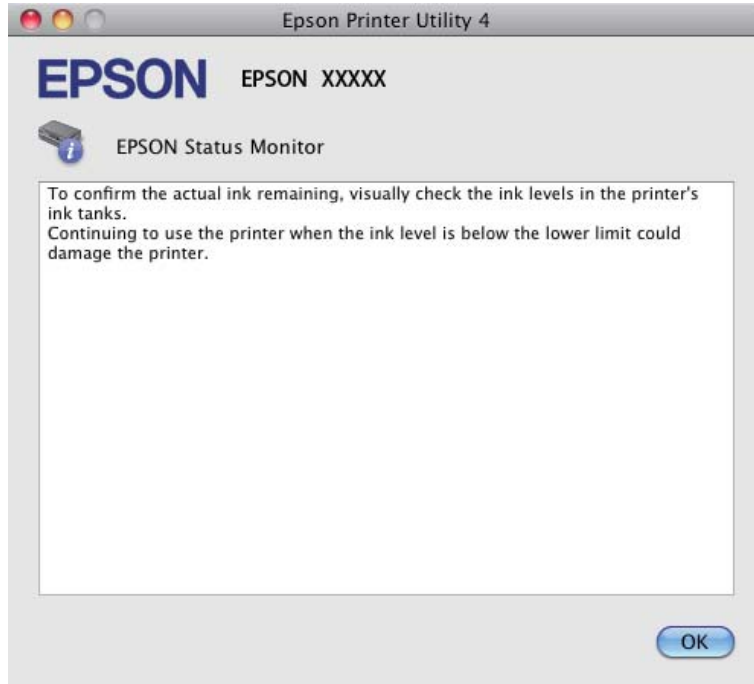 Epson Printer Utility 4
EPSON EPSON XXXXX
EPSON Status Monitor
To confirm the actual ink remaining, visually check the ink levels in the printer's
ink tanks.
Continuing to use the printer when the ink level is below the lower limit could
damage the printer.
OK